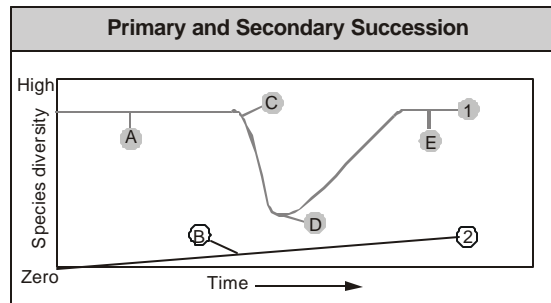 Primary and Secondary Succession
High
C
1
A
E
Species diversity
D
B
2
Zero
Time